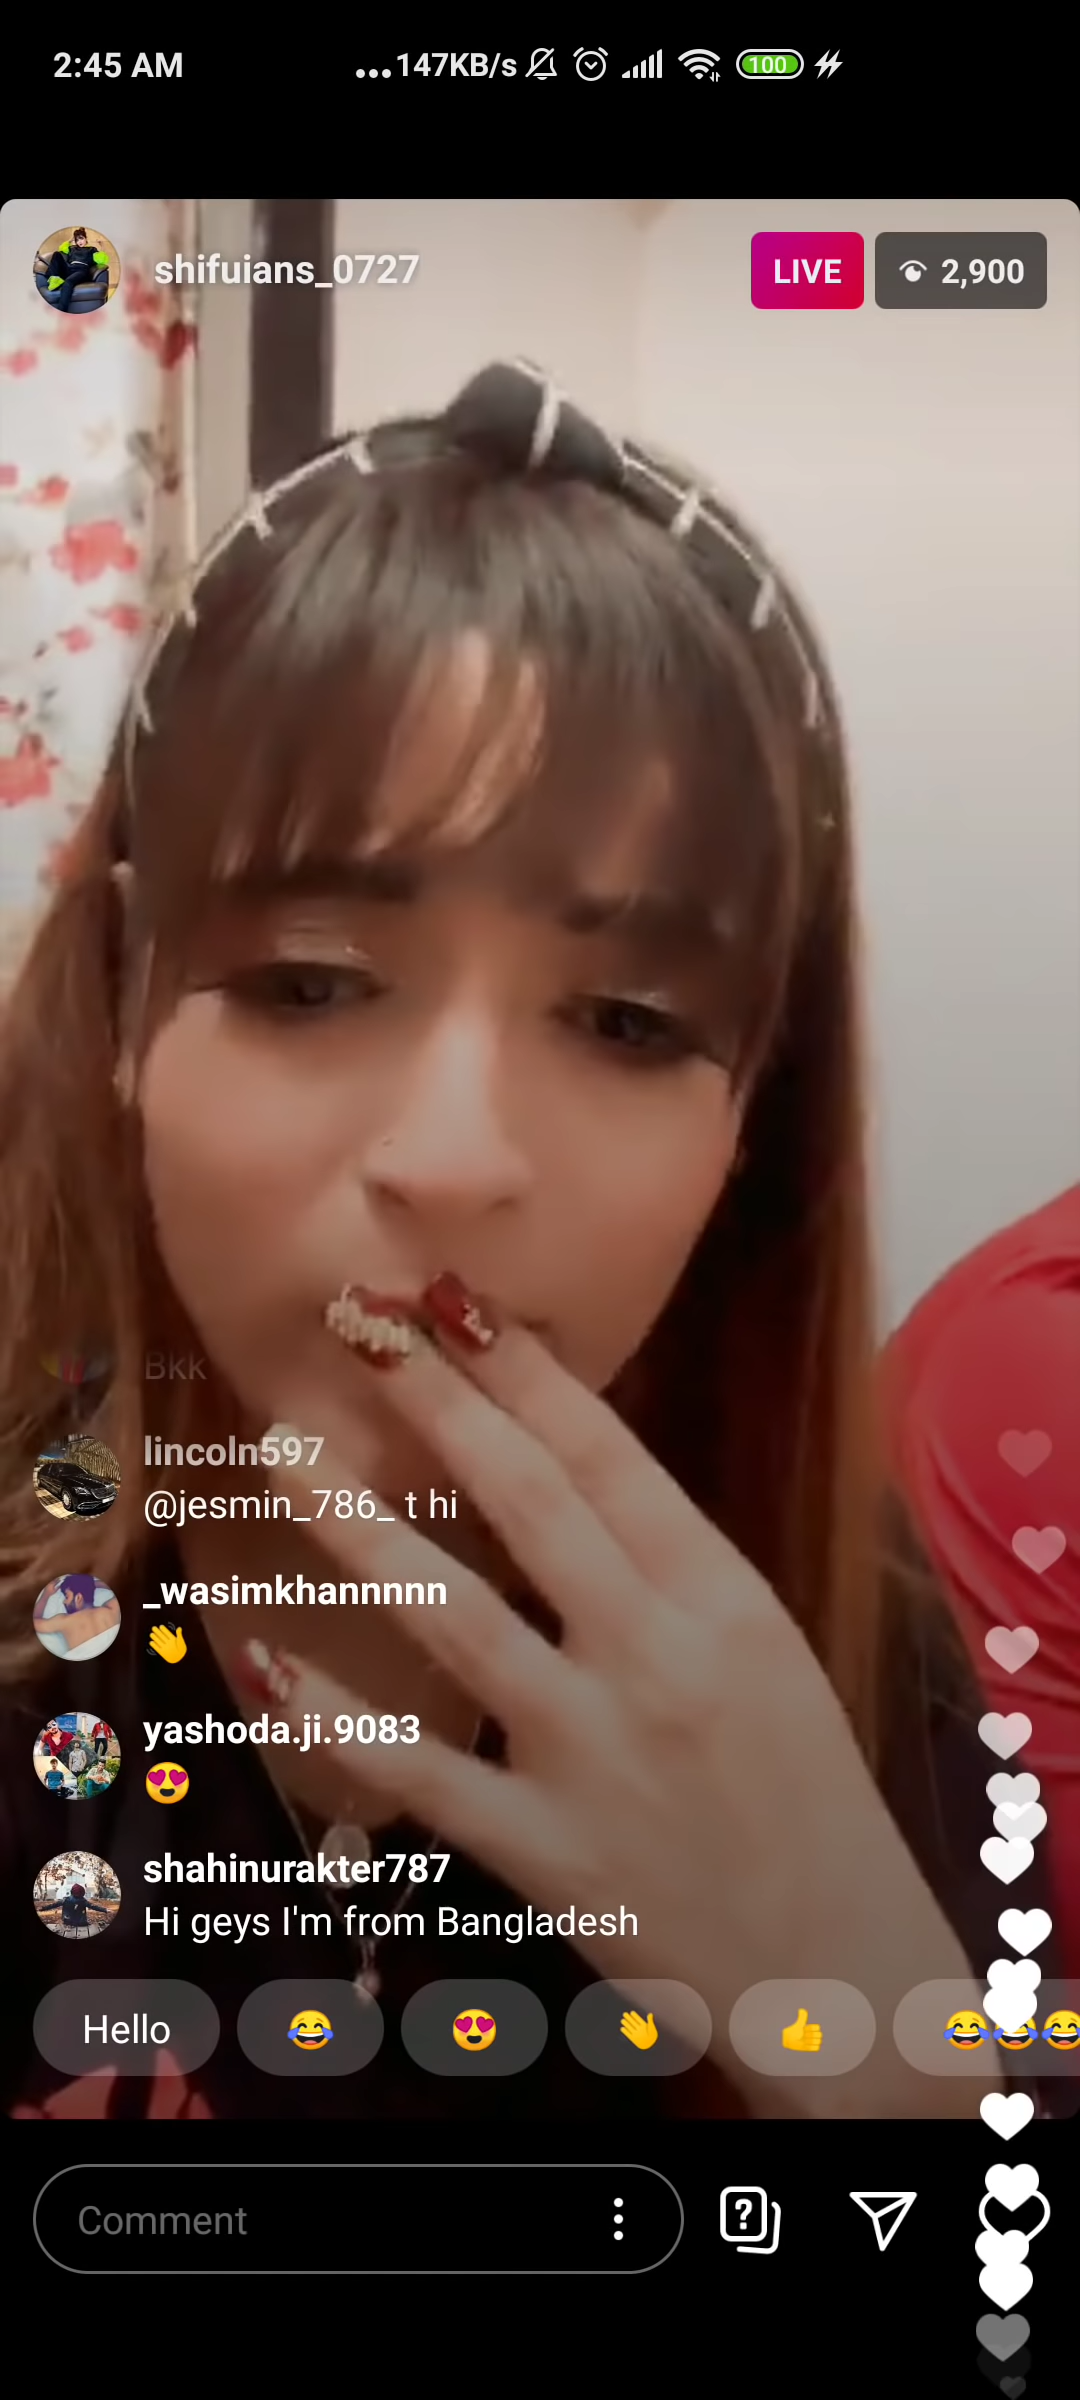 2:45 AM
...147KB/s
100
shifuians_0727
LIVE
2,900
Bkk
lincoln597
@jesmin_786_ t hi
_wasimkhannnnn
👋
yashoda.ji.9083
😍
shahinurakter787
Hi geys I'm from Bangladesh
Hello 😂 😍 👋 👍 😂😂😂
Comment